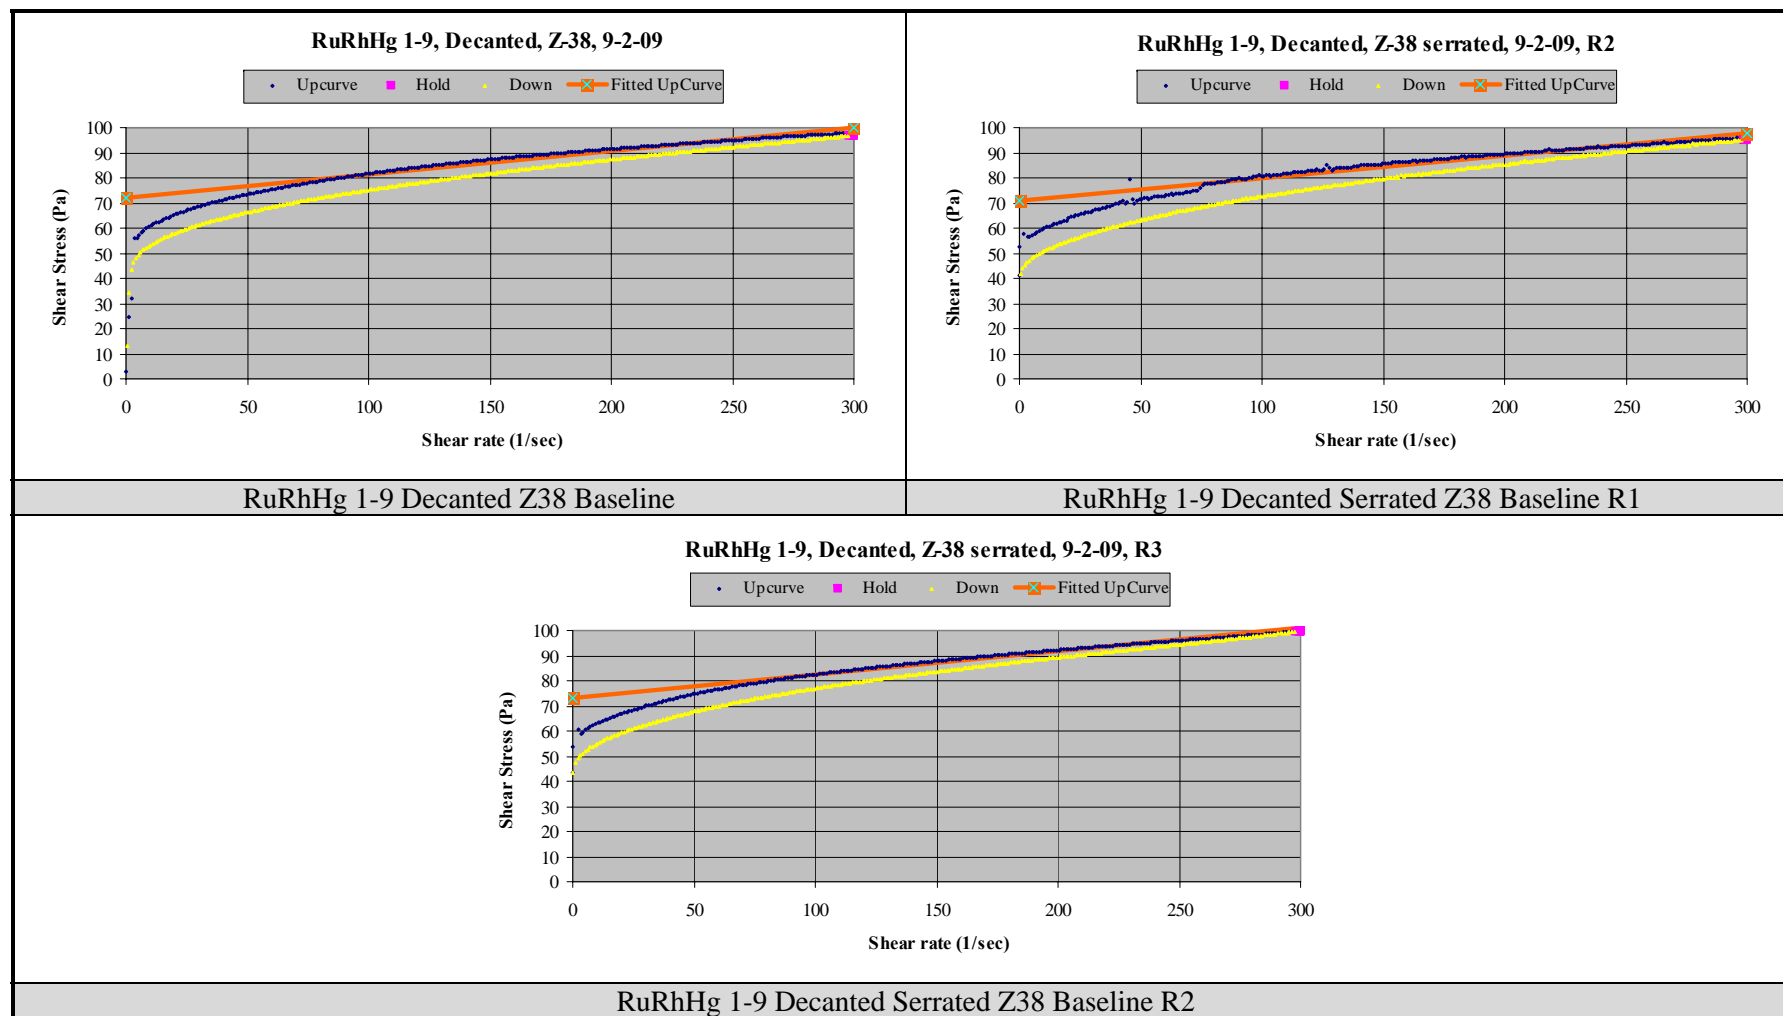 RuRhHg 1-9, Decanted, Z-38, 9-2-09
Upcurve Hold Down Fitted UpCurve
100
90
80
70
60
50
40
30
20
10
0
Shear Stress (Pa)
0 50 100 150 200 250 300
Shear rate (1/sec)
RuRhHg 1-9 Decanted Z38 Baseline
RuRhHg 1-9, Decanted, Z-38 serrated, 9-2-09, R2
Upcurve Hold Down Fitted UpCurve
100
90
80
70
60
50
40
30
20
10
0
Shear Stress (Pa)
0 50 100 150 200 250 300
Shear rate (1/sec)
RuRhHg 1-9 Decanted Serrated Z38 Baseline R1
RuRhHg 1-9, Decanted, Z-38 serrated, 9-2-09, R3
Upcurve Hold Down Fitted UpCurve
100
90
80
70
60
50
40
30
20
10
0
Shear Stress (Pa)
0 50 100 150 200 250 300
Shear rate (1/sec)
RuRhHg 1-9 Decanted Serrated Z38 Baseline R2